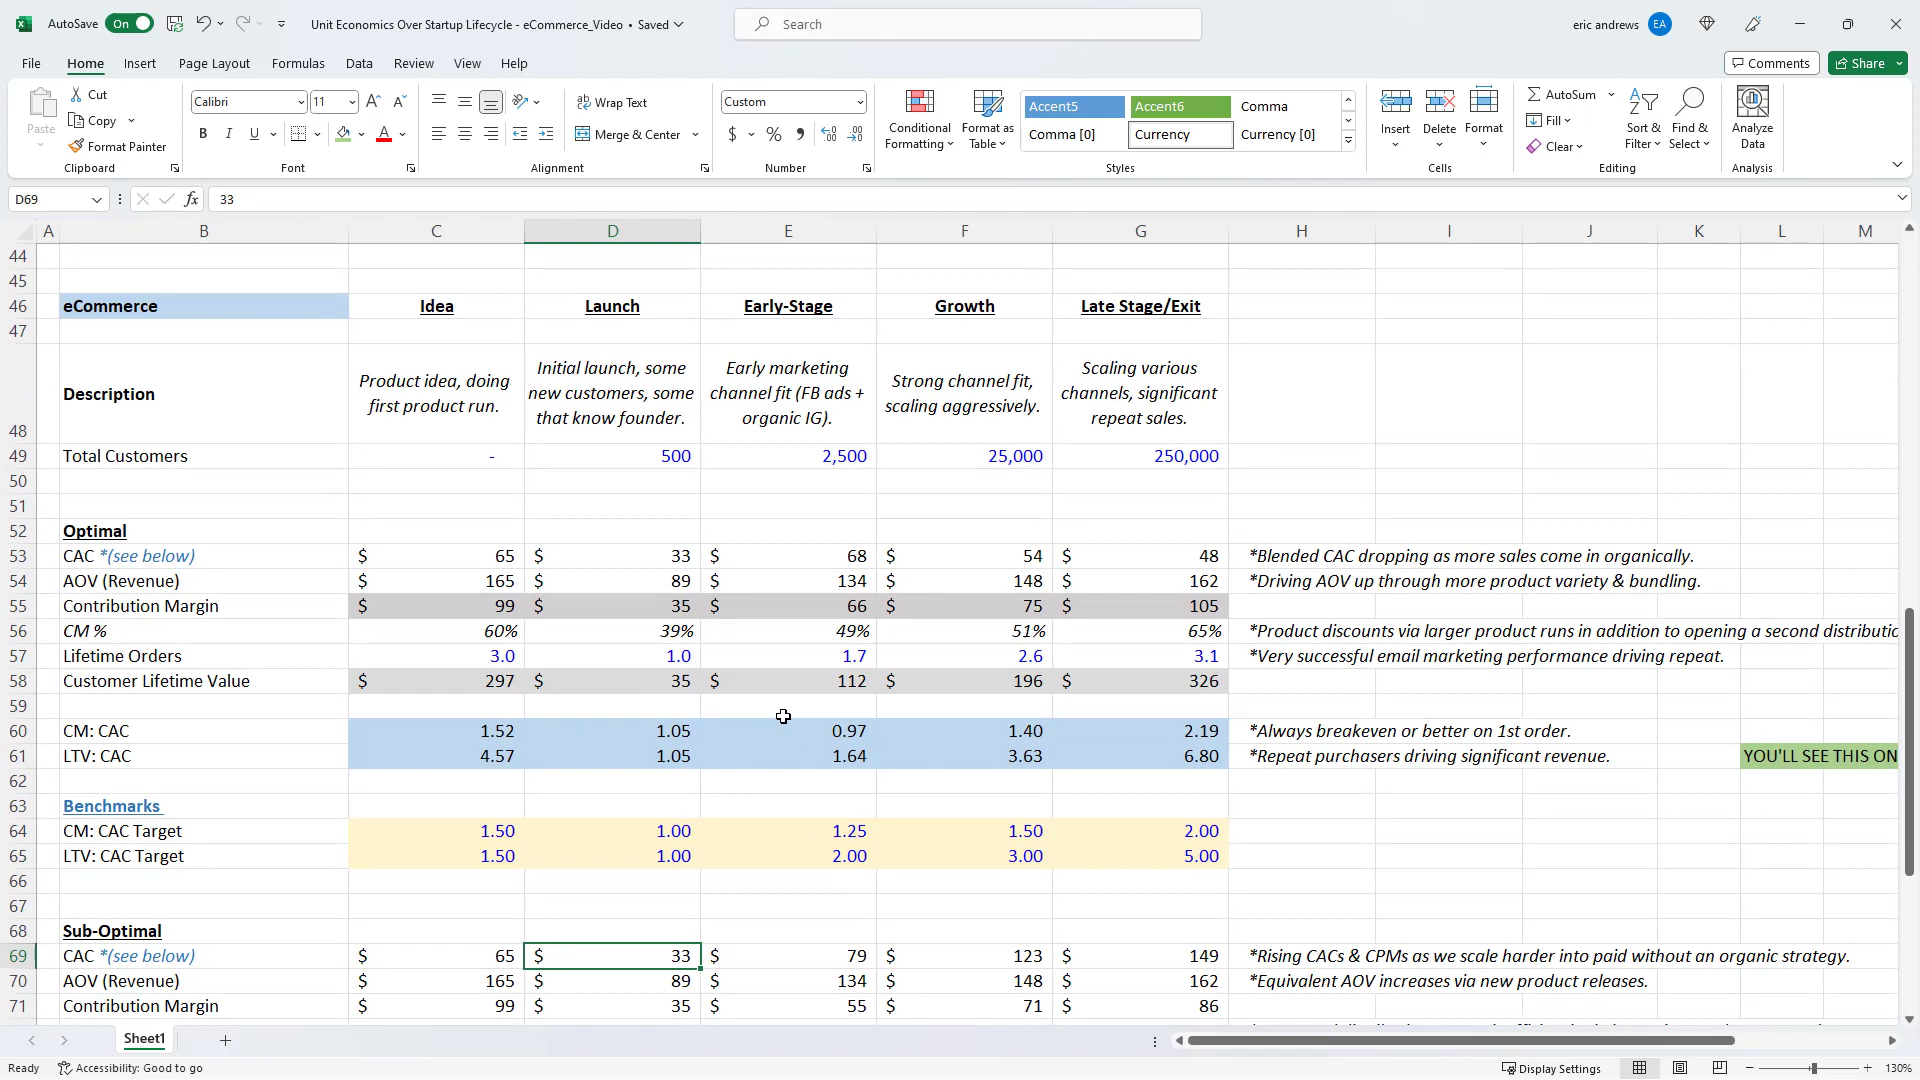 AutoSave On Unit Economics Over Startup Lifecycle - eCommerce_Video • Saved Search eric andrews EA
File Home Insert Page Layout Formulas Data Review View Help Comments Share
Paste Cut Copy Format Painter Clipboard
Calibri 11 B I U A Font
Wrap Text Merge & Center Alignment
Custom $ % , Number
Conditional Formatting Format as Table
Accent5 Accent6 Comma
Comma [0] Currency Currency [0]
Styles
Insert Delete Format Cells
AutoSum Fill Clear Sort & Filter Find & Select Editing
Analyze Data Analysis
D69 fx 33
A B C D E F G H I J K L M
44
45
46 eCommerce Idea Launch Early-Stage Growth Late Stage/Exit
47
48 Description Product idea, doing first product run. Initial launch, some new customers, some that know founder. Early marketing channel fit (FB ads + organic IG). Strong channel fit, scaling aggressively. Scaling various channels, significant repeat sales.
49 Total Customers - 500 2,500 25,000 250,000
50
51
52 Optimal
53 CAC *(see below) $ 65 $ 33 $ 68 $ 54 $ 48 *Blended CAC dropping as more sales come in organically.
54 AOV (Revenue) $ 165 $ 89 $ 134 $ 148 $ 162 *Driving AOV up through more product variety & bundling.
55 Contribution Margin $ 99 $ 35 $ 66 $ 75 $ 105
56 CM % 60% 39% 49% 51% 65% *Product discounts via larger product runs in addition to opening a second distributio
57 Lifetime Orders 3.0 1.0 1.7 2.6 3.1 *Very successful email marketing performance driving repeat.
58 Customer Lifetime Value $ 297 $ 35 $ 112 $ 196 $ 326
59
60 CM: CAC 1.52 1.05 0.97 1.40 2.19 *Always breakeven or better on 1st order.
61 LTV: CAC 4.57 1.05 1.64 3.63 6.80 *Repeat purchasers driving significant revenue. YOU'LL SEE THIS ON
62
63 Benchmarks
64 CM: CAC Target 1.50 1.00 1.25 1.50 2.00
65 LTV: CAC Target 1.50 1.00 2.00 3.00 5.00
66
67
68 Sub-Optimal
69 CAC *(see below) $ 65 $ 33 $ 79 $ 123 $ 149 *Rising CACs & CPMs as we scale harder into paid without an organic strategy.
70 AOV (Revenue) $ 165 $ 89 $ 134 $ 148 $ 162 *Equivalent AOV increases via new product releases.
71 Contribution Margin $ 99 $ 35 $ 55 $ 71 $ 86
Sheet1
Ready Accessibility: Good to go Display Settings 130%